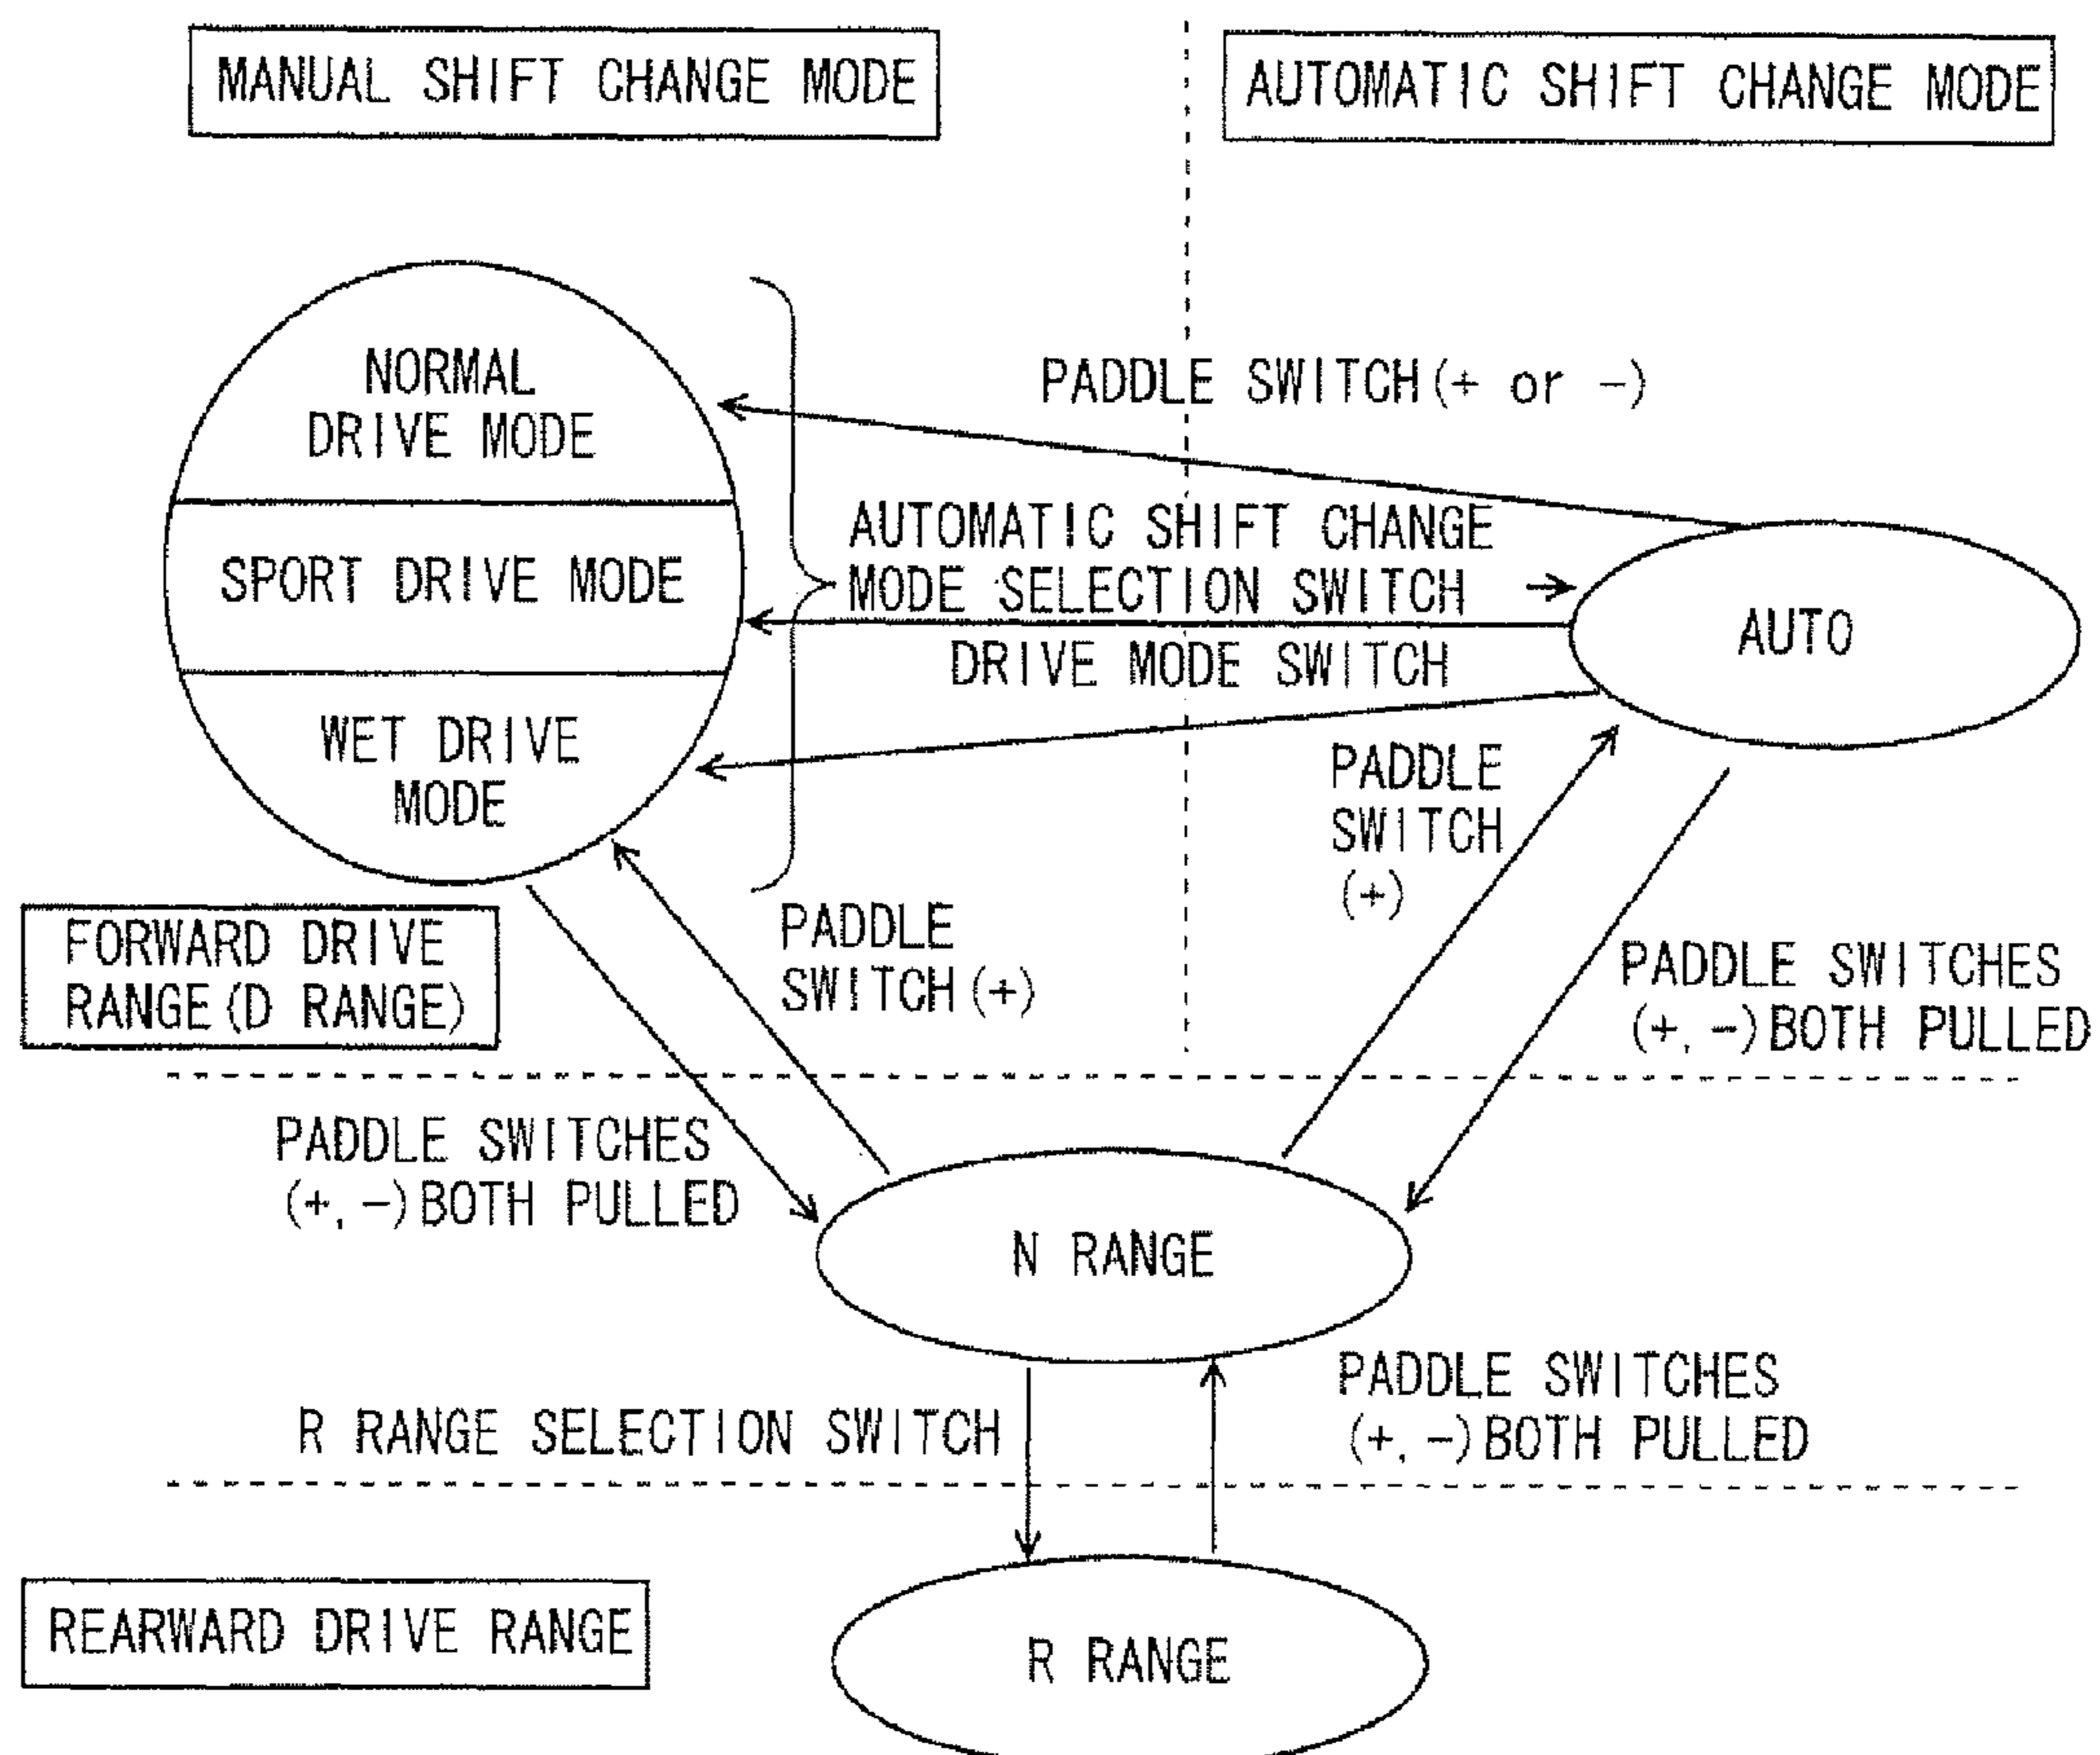 MANUAL SHIFT CHANGE MODE
AUTOMATIC SHIFT CHANGE MODE
NORMAL
DRIVE MODE
SPORT DRIVE MODE
WET DRIVE
MODE
PADDLE SWITCH(+ or -)
AUTOMATIC SHIFT CHANGE
MODE SELECTION SWITCH →
DRIVE MODE SWITCH
AUTO
PADDLE
SWITCH
(+)
FORWARD DRIVE
RANGE(D RANGE)
PADDLE
SWITCH(+)
PADDLE SWITCHES
(+, -)BOTH PULLED
PADDLE SWITCHES
(+, -)BOTH PULLED
N RANGE
R RANGE SELECTION SWITCH
PADDLE SWITCHES
(+, -)BOTH PULLED
REARWARD DRIVE RANGE
R RANGE